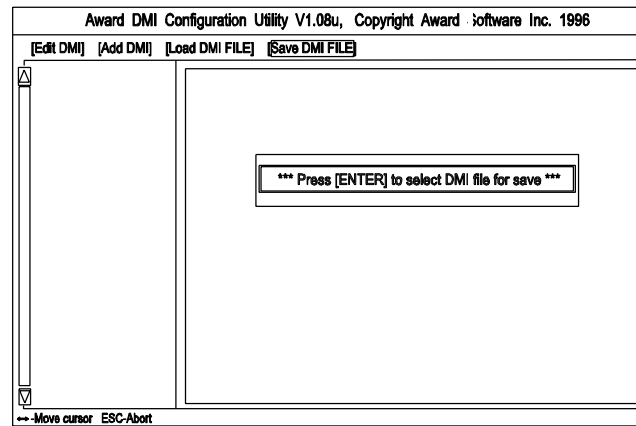 Award DMI Configuration Utility V1.08u, Copyright Award Software Inc. 1996
[Edit DMI] [Add DMI] [Load DMI FILE] [Save DMI FILE]
*** Press [ENTER] to select DMI file for save ***
↔-Move cursor ESC-Abort